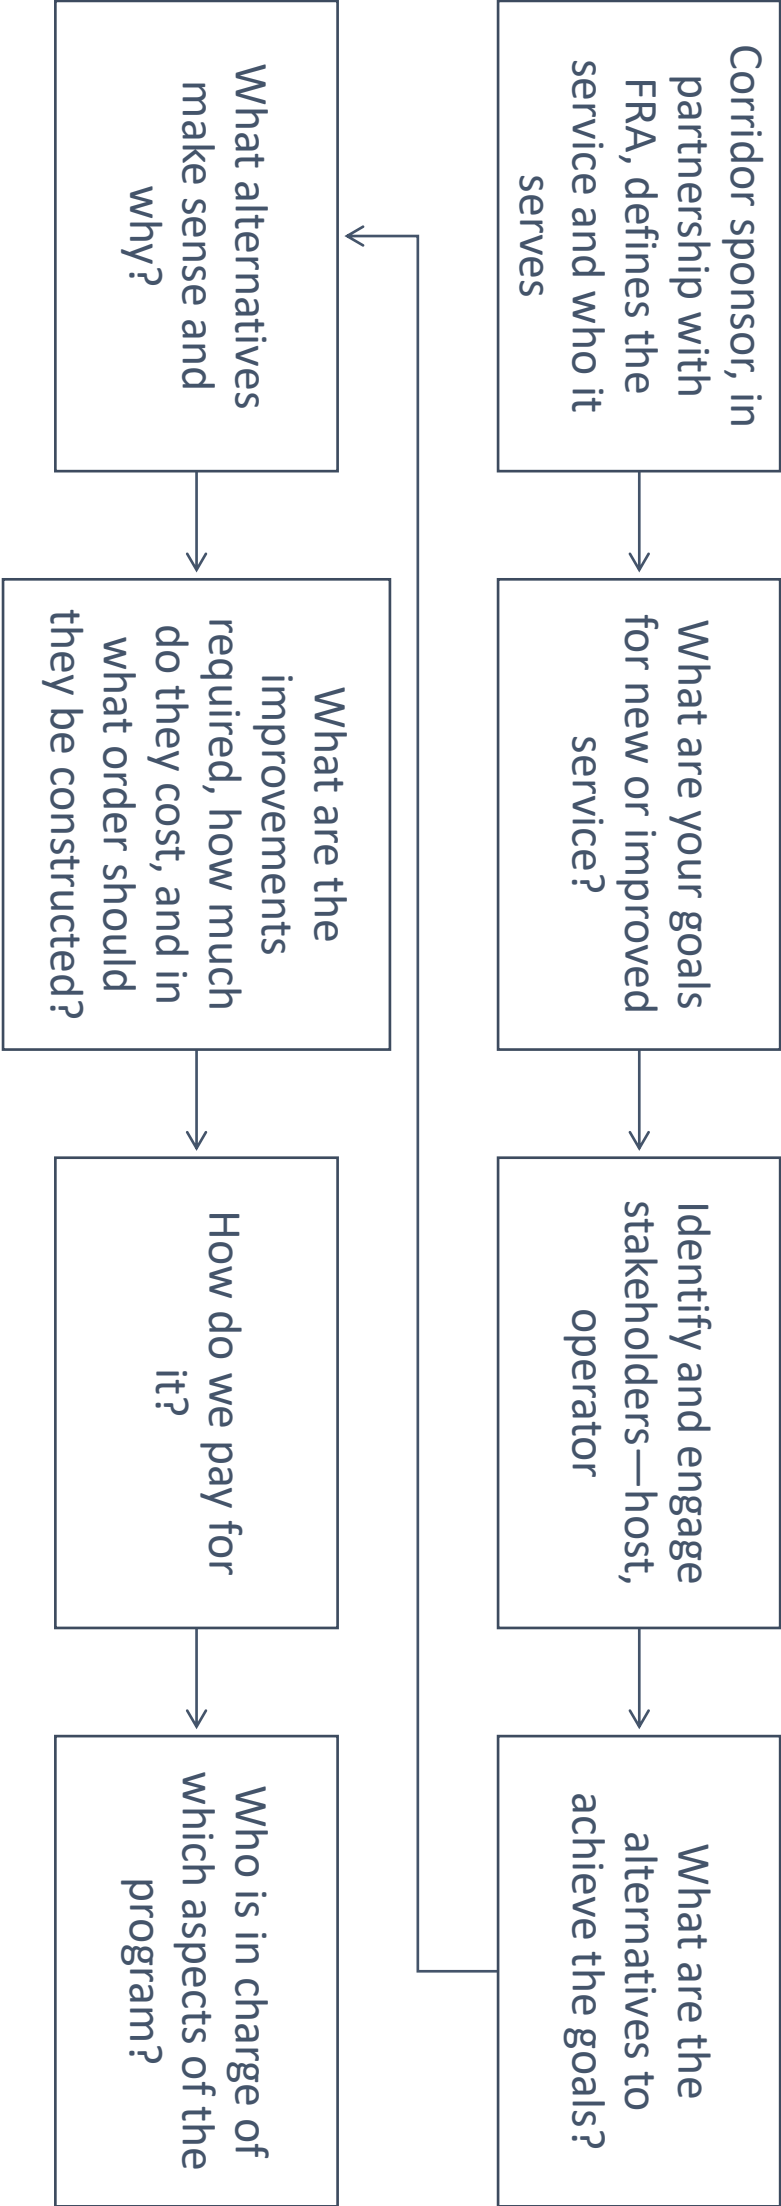 Corridor sponsor, in
partnership with
FRA, defines the
service and who it
serves
What are your goals
for new or improved
service?
Identify and engage
stakeholders—host,
operator
What are the
alternatives to
achieve the goals?
What alternatives
make sense and
why?
What are the
improvements
required, how much
do they cost, and in
what order should
they be constructed?
How do we pay for
it?
Who is in charge of
which aspects of the
program?